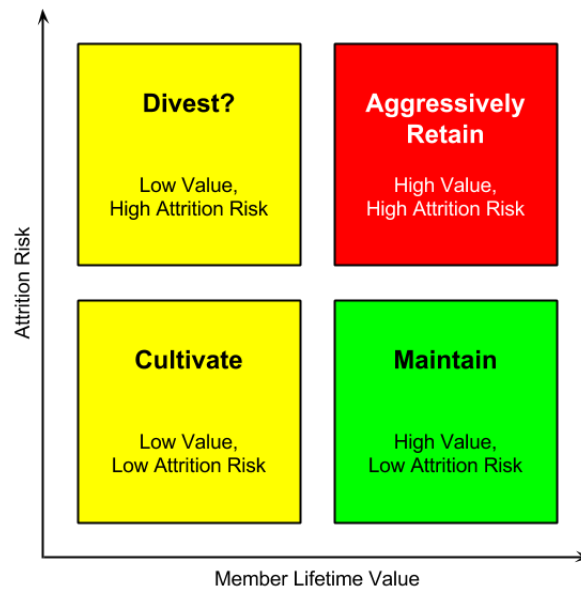 Attrition Risk
Divest?
Low Value,
High Attrition Risk
Aggressively
Retain
High Value,
High Attrition Risk
Cultivate
Low Value,
Low Attrition Risk
Maintain
High Value,
Low Attrition Risk
Member Lifetime Value